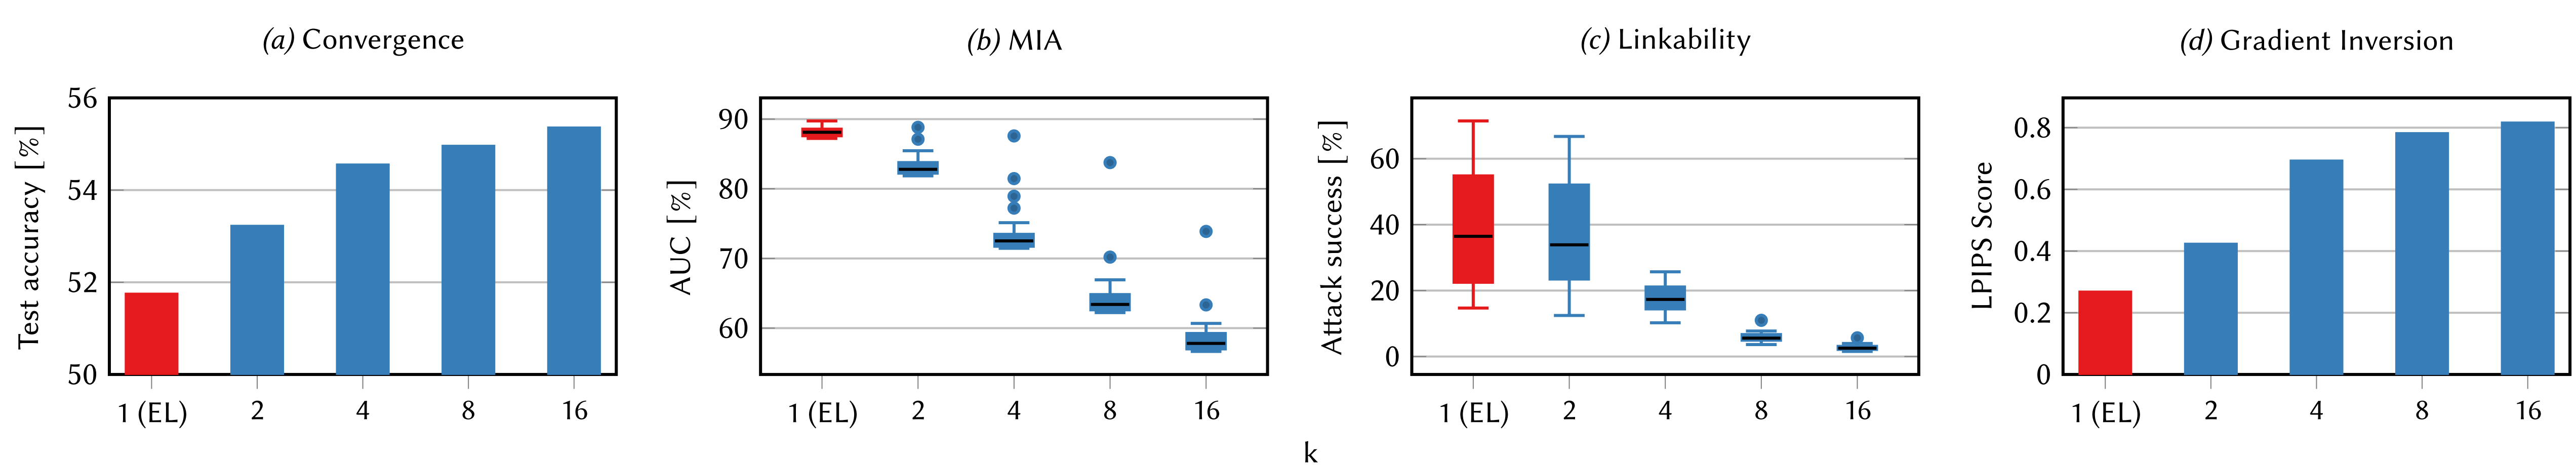 (a) Convergence
Test accuracy [%]
56
54
52
50
1 (EL)
2
4
8
16
(b) MIA
AUC [%]
90
80
70
60
1 (EL)
2
4
8
16
(c) Linkability
Attack success [%]
60
40
20
0
1 (EL)
2
4
8
16
(d) Gradient Inversion
LPIPS Score
0.8
0.6
0.4
0.2
0
1 (EL)
2
4
8
16
k